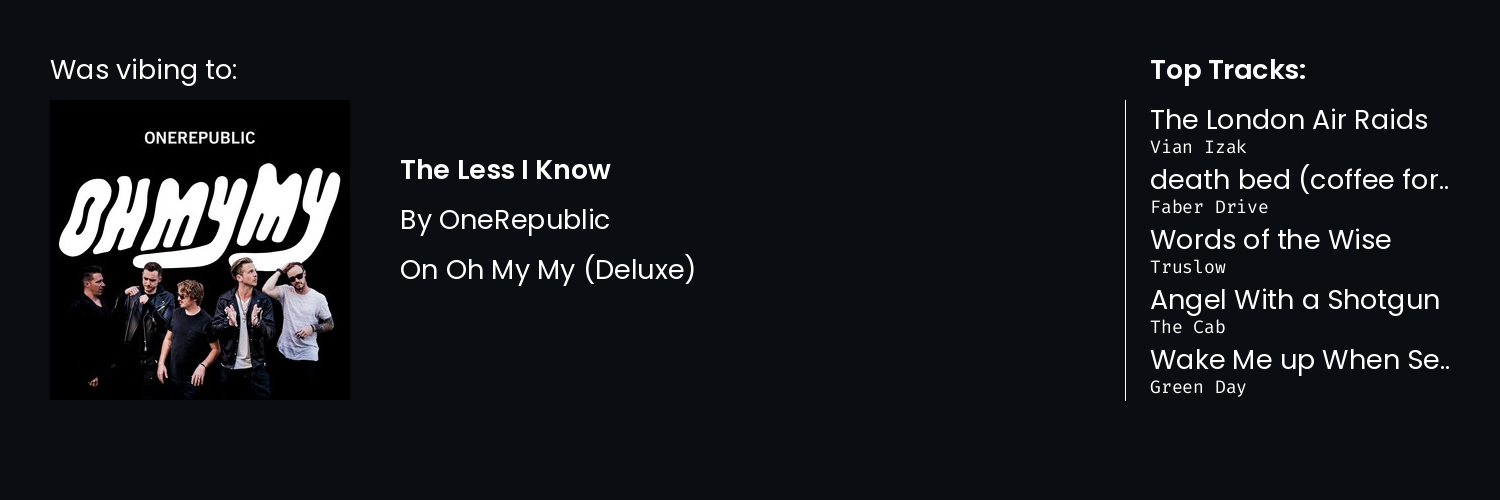 Was vibing to:
ONEREPUBLIC
OH MY MY
The Less I Know
By OneRepublic
On Oh My My (Deluxe)
Top Tracks:
The London Air Raids
Vian Izak
death bed (coffee for..
Faber Drive
Words of the Wise
Truslow
Angel With a Shotgun
The Cab
Wake Me up When Se..
Green Day